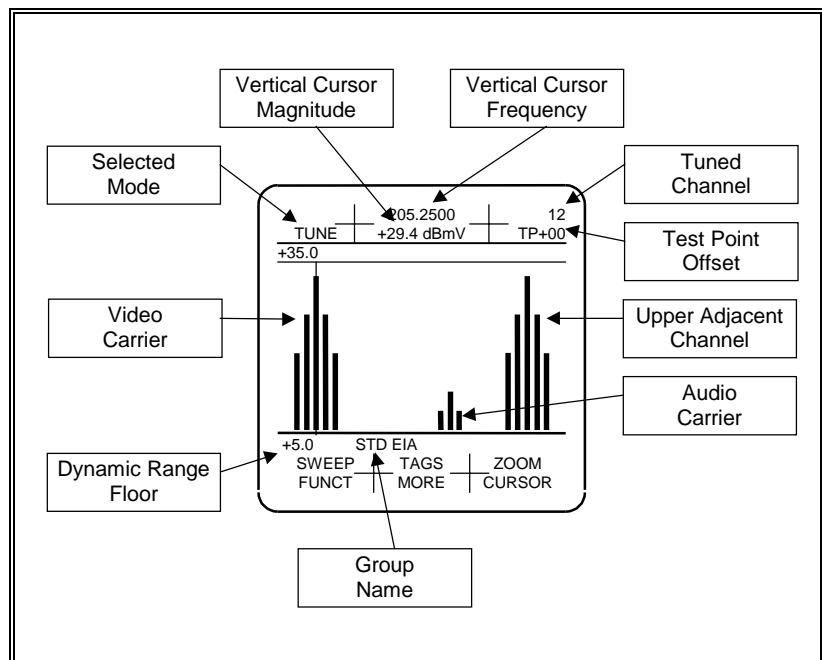 Vertical Cursor
Magnitude
Vertical Cursor
Frequency
Selected
Mode
Tuned
Channel
205.2500
12
TUNE
+29.4 dBmV
TP+00
Test Point
Offset
+35.0
Video
Carrier
Upper Adjacent
Channel
Audio
Carrier
+5.0
STD EIA
Dynamic Range
Floor
SWEEP
FUNCT
TAGS
MORE
ZOOM
CURSOR
Group
Name